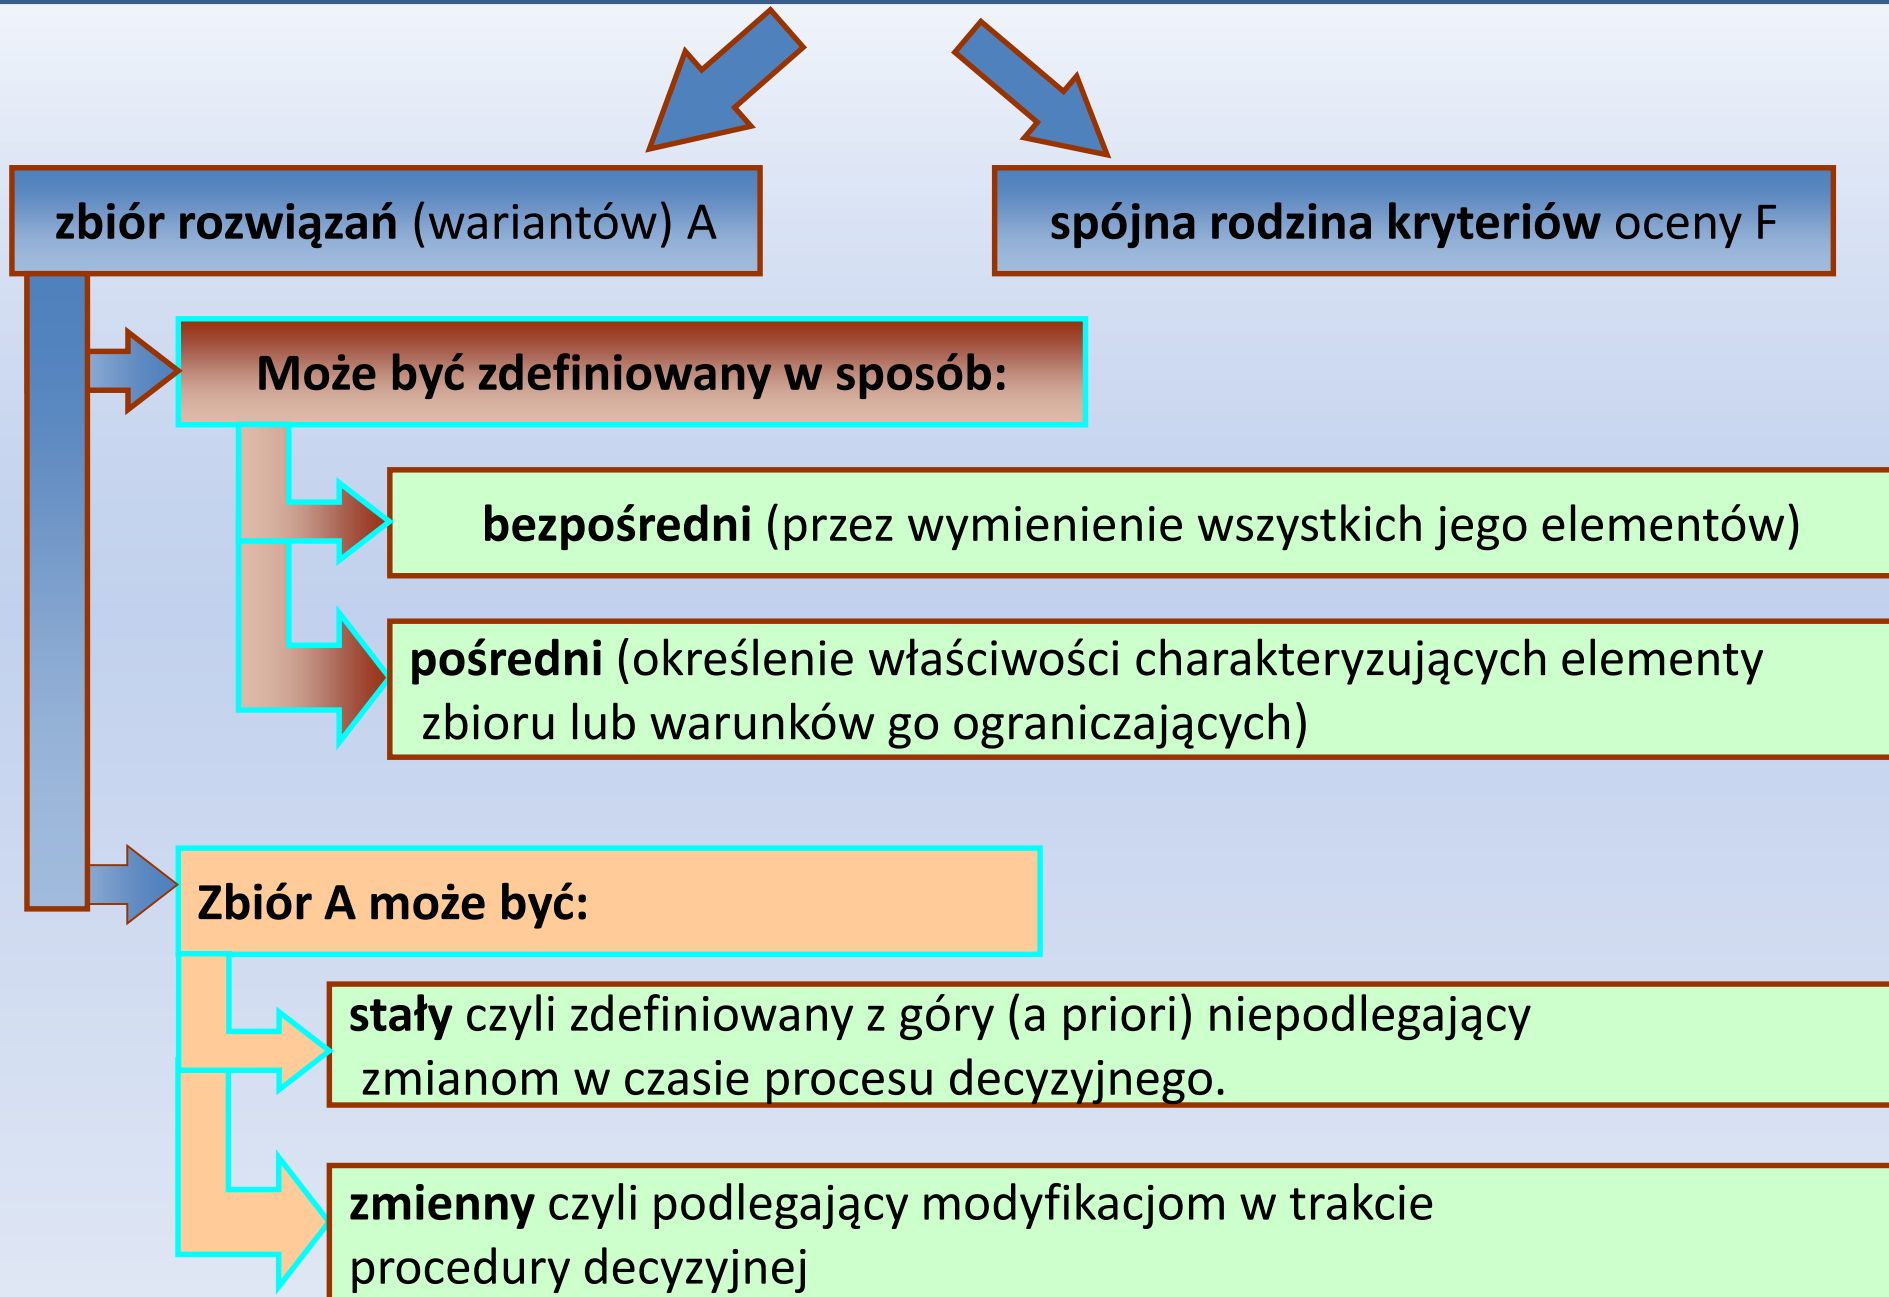 zbiór rozwiązań (wariantów) A
spójna rodzina kryteriów oceny F
Może być zdefiniowany w sposób:
bezpośredni (przez wymienienie wszystkich jego elementów)
pośredni (określenie właściwości charakteryzujących elementy
zbioru lub warunków go ograniczających)
Zbiór A może być:
stały czyli zdefiniowany z góry (a priori) niepodlegający
zmianom w czasie procesu decyzyjnego.
zmienny czyli podlegający modyfikacjom w trakcie
procedury decyzyjnej